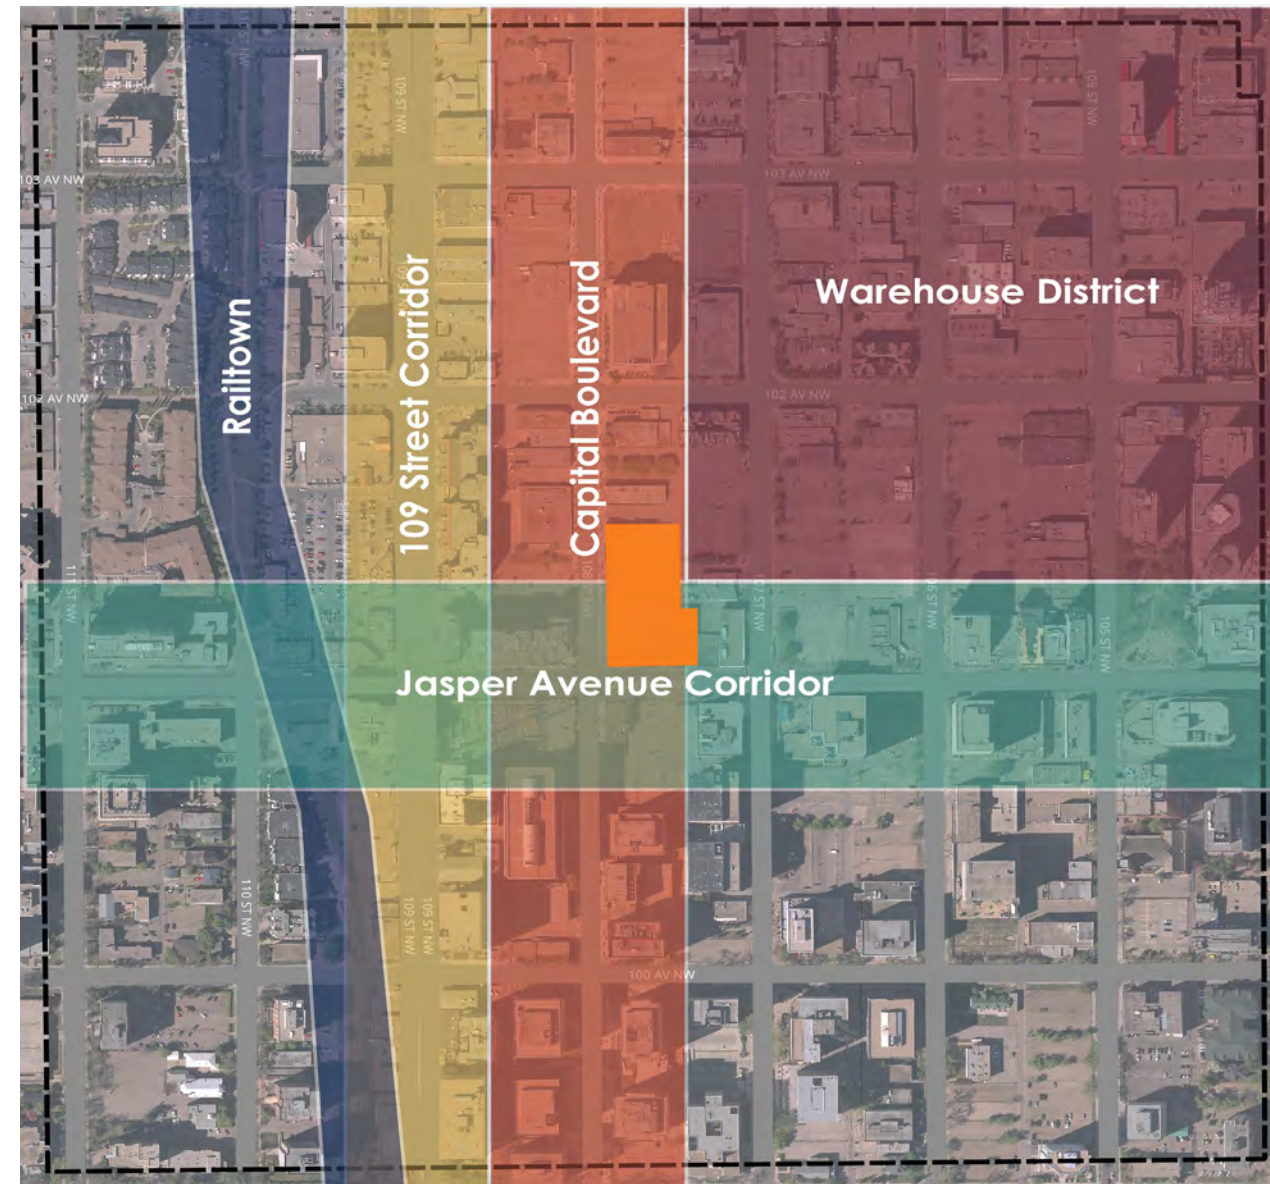 109 ST NW
105 ST NW
103 AV NW
103 AV NW
Warehouse District
Railtown
109 Street Corridor
Capital Boulevard
102 AV NW
102 AV NW
111 ST NW
107 ST NW
106 ST NW
105 ST NW
Jasper Avenue Corridor
110 ST NW
109 ST NW
109 ST NW
100 AV NW